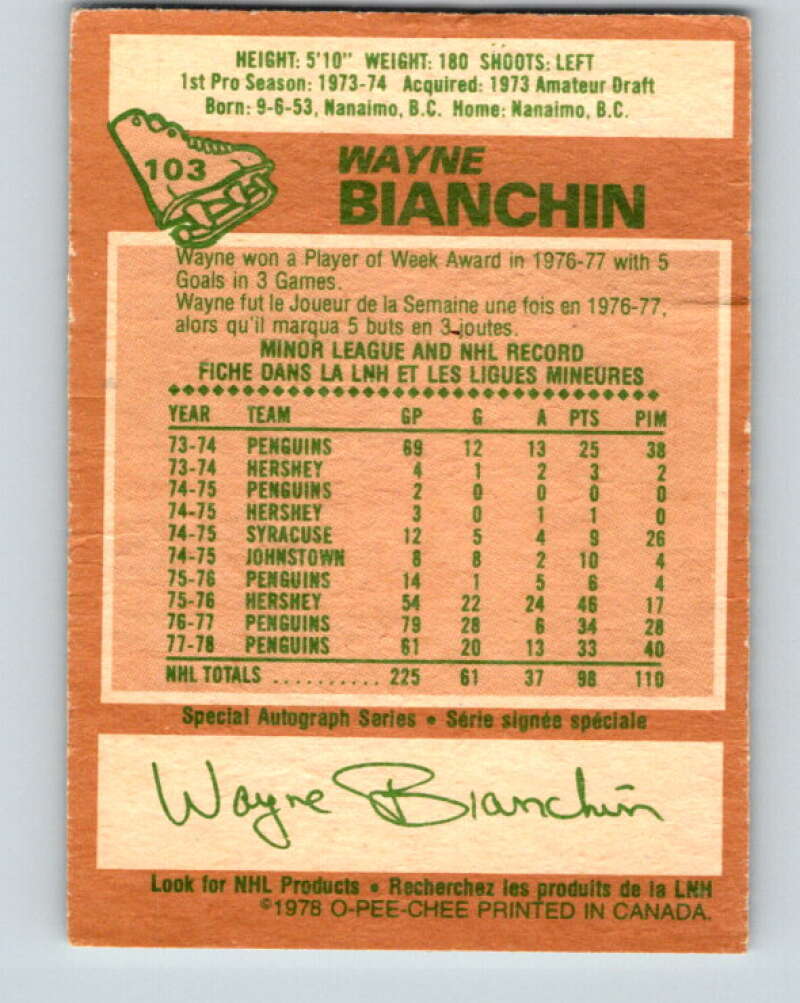 HEIGHT: 5'10" WEIGHT: 180 SHOOTS: LEFT
1st Pro Season: 1973-74 Acquired: 1973 Amateur Draft
Born: 9-6-53, Nanaimo, B.C. Home: Nanaimo, B.C.
103
WAYNE
BIANCHIN
Wayne won a Player of Week Award in 1976-77 with 5
Goals in 3 Games.
Wayne fut le Joueur de la Semaine une fois en 1976-77,
alors qu'il marqua 5 buts en 3 joutes.
MINOR LEAGUE AND NHL RECORD
FICHE DANS LA LNH ET LES LIGUES MINEURES
YEAR TEAM GP G A PTS PIM
73-74 PENGUINS 69 12 13 25 38
73-74 HERSHEY 4 1 2 3 2
74-75 PENGUINS 2 0 0 0 0
74-75 HERSHEY 3 0 1 1 0
74-75 SYRACUSE 12 5 4 9 26
74-75 JOHNSTOWN 8 8 2 10 4
75-76 PENGUINS 14 1 5 6 4
75-76 HERSHEY 54 22 24 46 17
76-77 PENGUINS 79 28 6 34 28
77-78 PENGUINS 61 20 13 33 40
NHL TOTALS .......... 225 61 37 98 110
Special Autograph Series • Série signée spéciale
Wayne Bianchin
Look for NHL Products • Recherchez les produits de la LNH
©1978 O-PEE-CHEE PRINTED IN CANADA.